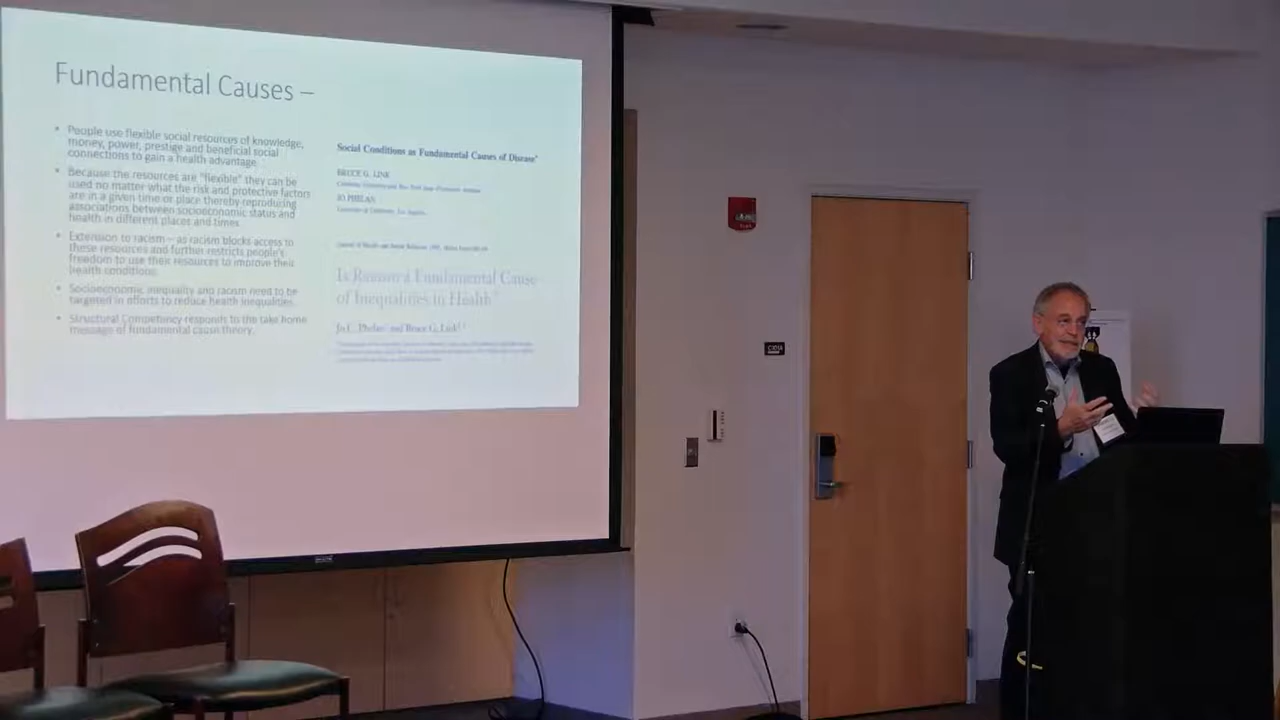 Fundamental Causes –
• People use flexible social resources of knowledge,
money, power, prestige and beneficial social
connections to gain a health advantage.
• Because the resources are "flexible" they can be
used no matter what the risk and protective factors
are in a given time or place thereby reproducing
associations between socioeconomic status and
health in different places and times.
• Extension to racism – as racism blocks access to
these resources and further restricts people's
freedom to use their resources to improve their
health conditions.
• Socioeconomic inequality and racism need to be
targeted in efforts to reduce health inequalities.
• Structural Competency responds to the take home
message of fundamental cause theory.
Social Conditions as Fundamental Causes of Disease*
BRUCE G. LINK
JO PHELAN
University of California, Los Angeles
Is Racism a Fundamental Cause
of Inequalities in Health?
Jo C. Phelan and Bruce G. Link